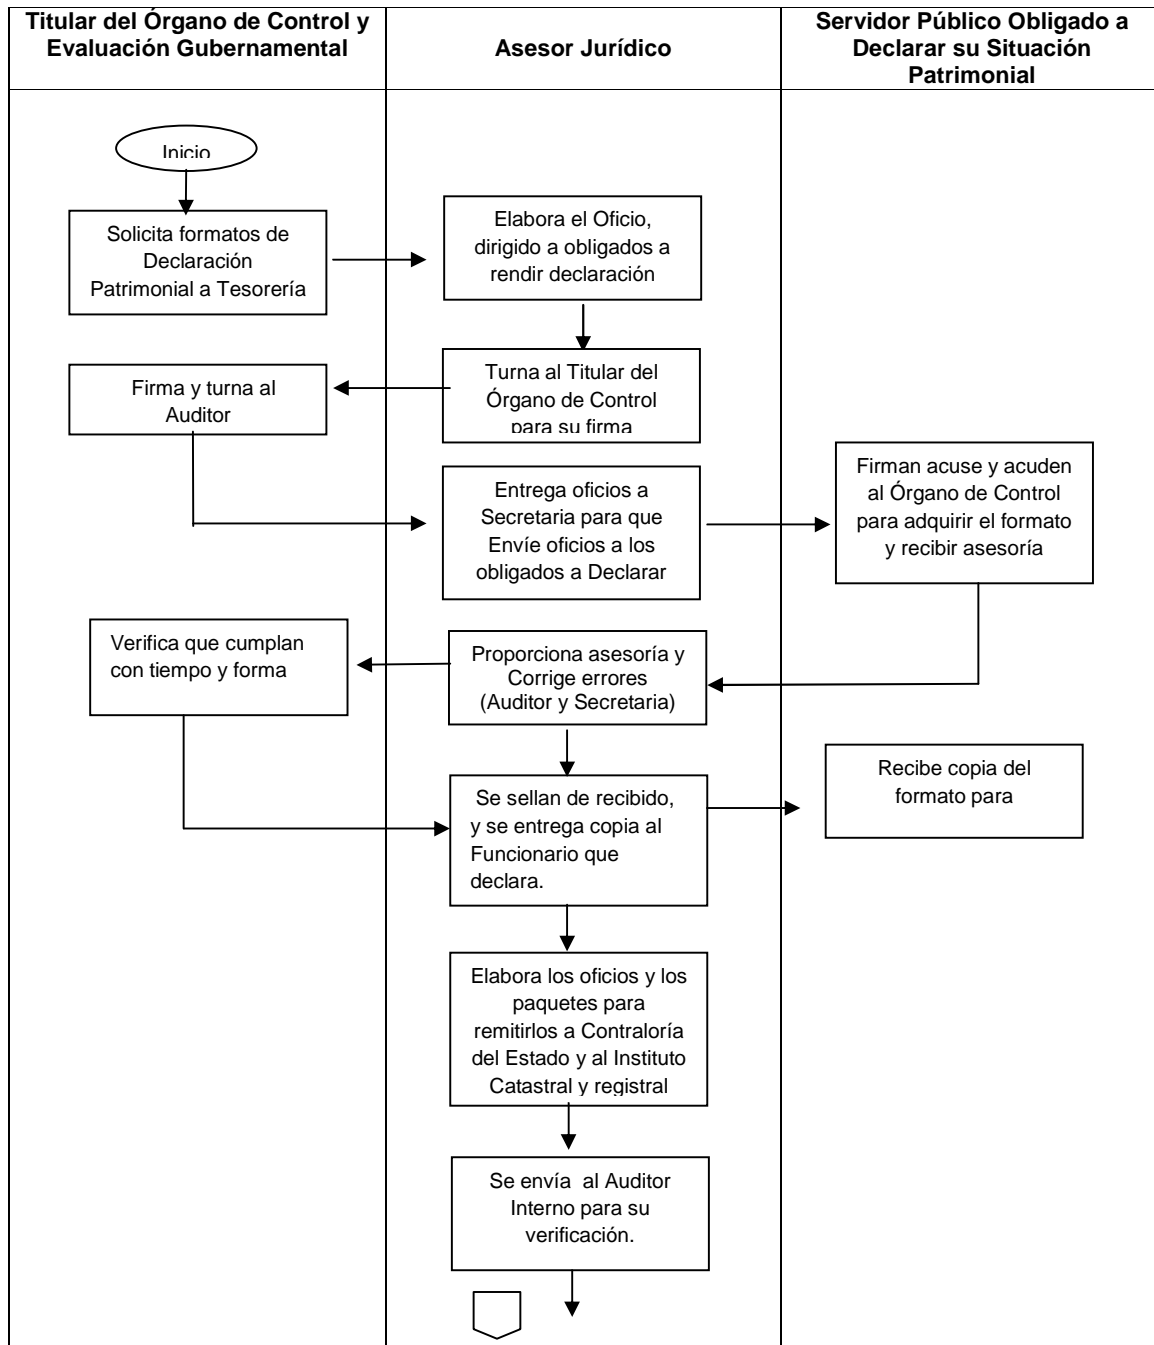 Titular del Órgano de Control y
Evaluación Gubernamental
Asesor Jurídico
Servidor Público Obligado a
Declarar su Situación
Patrimonial
Inicio
Solicita formatos de
Declaración
Patrimonial a Tesorería
Elabora el Oficio,
dirigido a obligados a
rendir declaración
Turna al Titular del
Órgano de Control
para su firma
Firma y turna al
Auditor
Entrega oficios a
Secretaria para que
Envíe oficios a los
obligados a Declarar
Firman acuse y acuden
al Órgano de Control
para adquirir el formato
y recibir asesoría
Proporciona asesoría y
Corrige errores
(Auditor y Secretaria)
Verifica que cumplan
con tiempo y forma
Se sellan de recibido,
y se entrega copia al
Funcionario que
declara.
Recibe copia del
formato para
Elabora los oficios y los
paquetes para
remitirlos a Contraloría
del Estado y al Instituto
Catastral y registral
Se envía al Auditor
Interno para su
verificación.